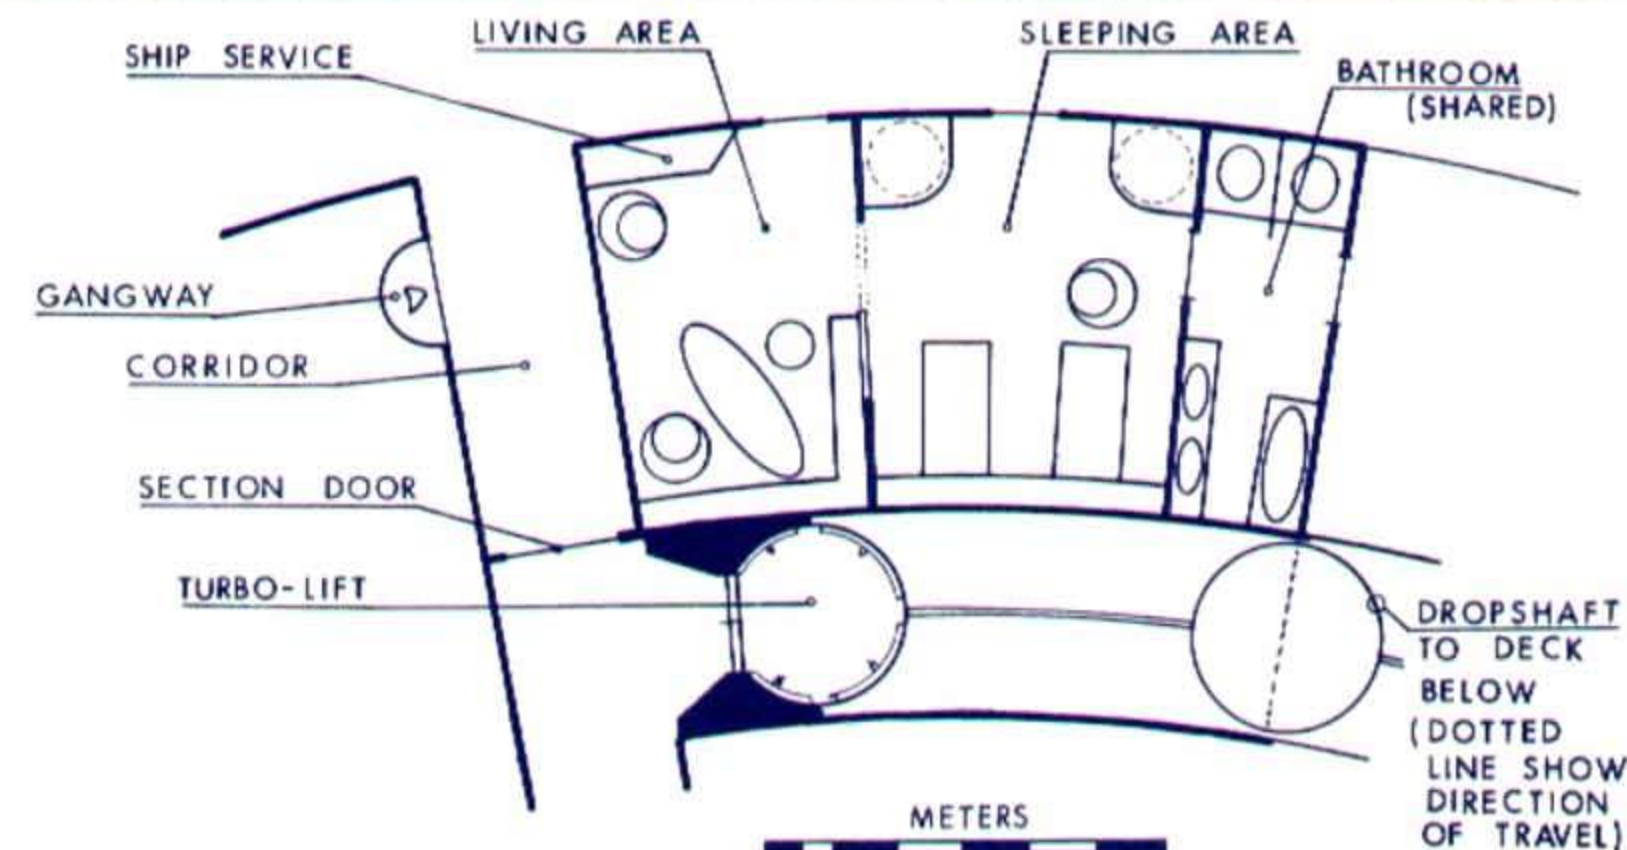 LIVING AREA
SLEEPING AREA
SHIP SERVICE
BATHROOM
(SHARED)
GANGWAY
CORRIDOR
SECTION DOOR
TURBO-LIFT
DROPSHAFT
TO DECK
BELOW
(DOTTED
LINE SHOW
DIRECTION
OF TRAVEL)
METERS